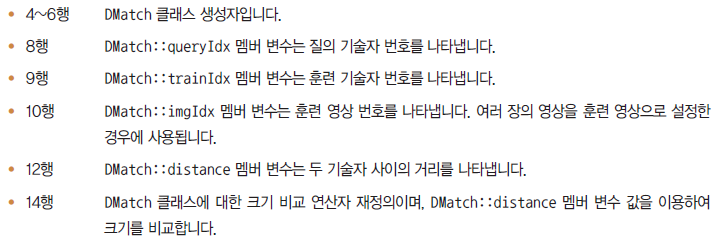 • 4~6행 DMatch 클래스 생성자입니다.
• 8행 DMatch::queryIdx 멤버 변수는 질의 기술자 번호를 나타냅니다.
• 9행 DMatch::trainIdx 멤버 변수는 훈련 기술자 번호를 나타냅니다.
• 10행 DMatch::imgIdx 멤버 변수는 훈련 영상 번호를 나타냅니다. 여러 장의 영상을 훈련 영상으로 설정한
경우에 사용됩니다.
• 12행 DMatch::distance 멤버 변수는 두 기술자 사이의 거리를 나타냅니다.
• 14행 DMatch 클래스에 대한 크기 비교 연산자 재정의이며, DMatch::distance 멤버 변수 값을 이용하여
크기를 비교합니다.